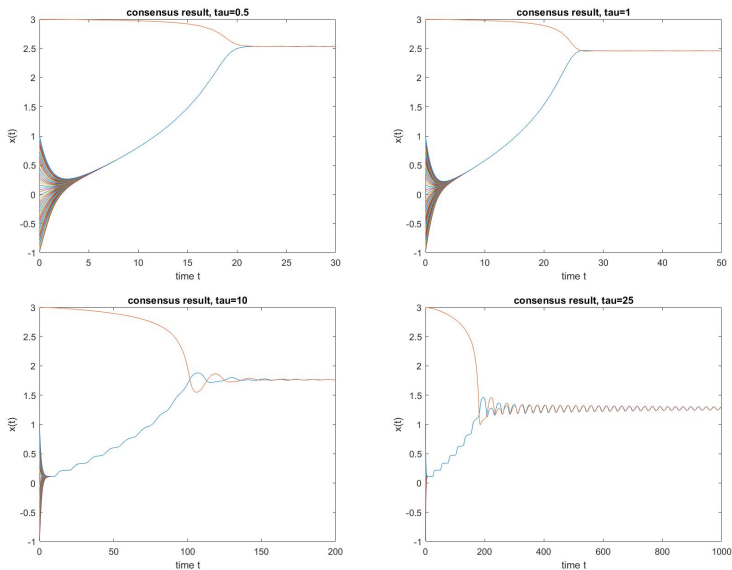 consensus result, tau=0.5
3
2.5
2
1.5
1
0.5
0
-0.5
-1
x(t)
0 5 10 15 20 25 30
time t
consensus result, tau=1
3
2.5
2
1.5
1
0.5
0
-0.5
-1
x(t)
0 10 20 30 40 50
time t
consensus result, tau=10
3
2.5
2
1.5
1
0.5
0
-0.5
-1
x(t)
0 50 100 150 200
time t
consensus result, tau=25
3
2.5
2
1.5
1
0.5
0
-0.5
-1
x(t)
0 200 400 600 800 1000
time t